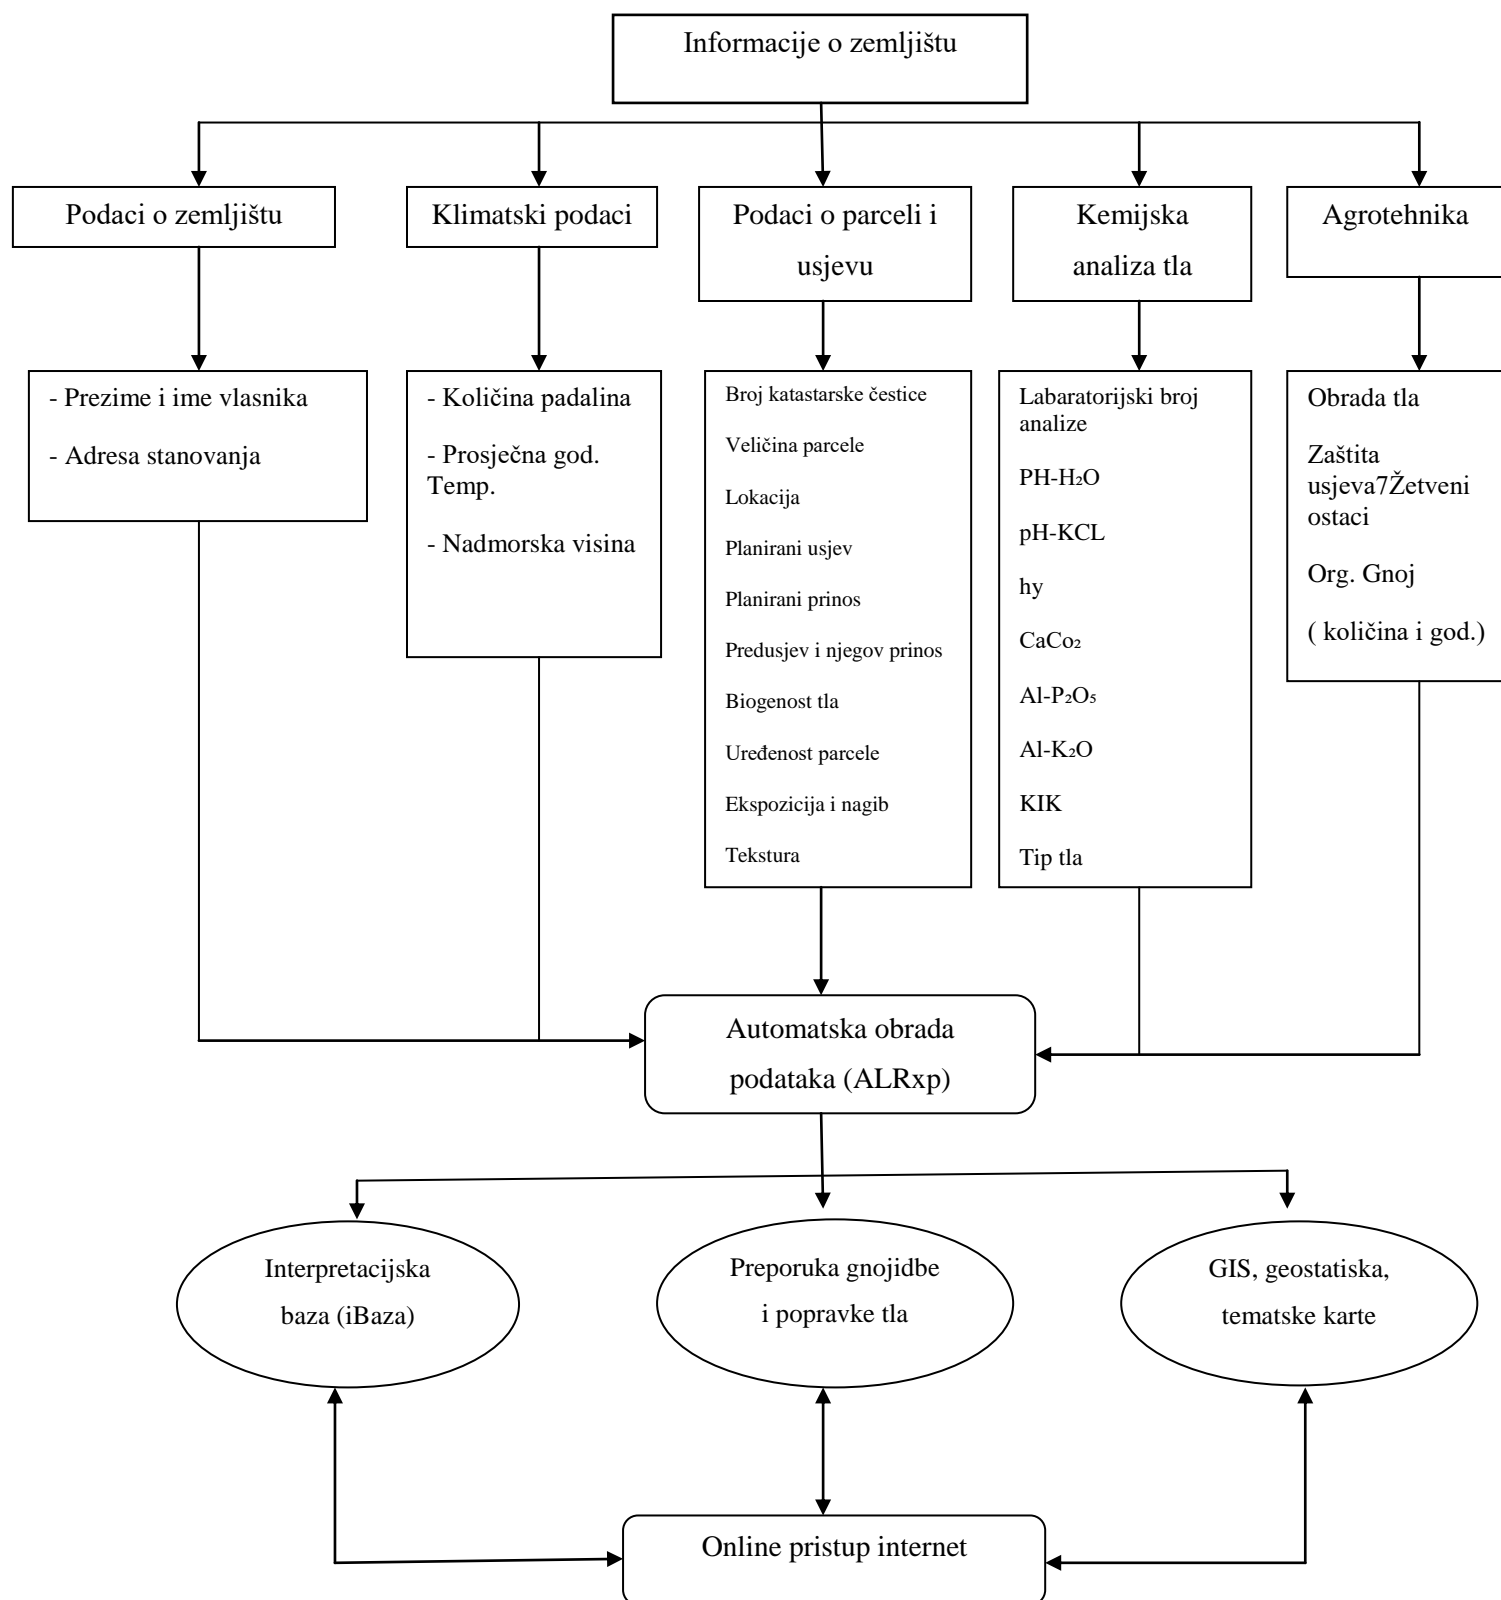 Informacije o zemljištu
Podaci o zemljištu
Klimatski podaci
Podaci o parceli i
usjevu
Kemijska
analiza tla
Agrotehnika
- Prezime i ime vlasnika
- Adresa stanovanja
- Količina padalina
- Prosječna god.
Temp.
- Nadmorska visina
Broj katastarske čestice
Veličina parcele
Lokacija
Planirani usjev
Planirani prinos
Predusjev i njegov prinos
Biogenost tla
Uređenost parcele
Ekspozicija i nagib
Tekstura
Labaratorijski broj
analize
PH-H₂O
pH-KCL
hy
CaCo₂
Al-P₂O₅
Al-K₂O
KIK
Tip tla
Obrada tla
Zaštita
usjeva7Žetveni
ostaci
Org. Gnoj
( količina i god.)
Automatska obrada
podataka (ALRxp)
Interpretacijska
baza (iBaza)
Preporuka gnojidbe
i popravke tla
GIS, geostatiska,
tematske karte
Online pristup internet